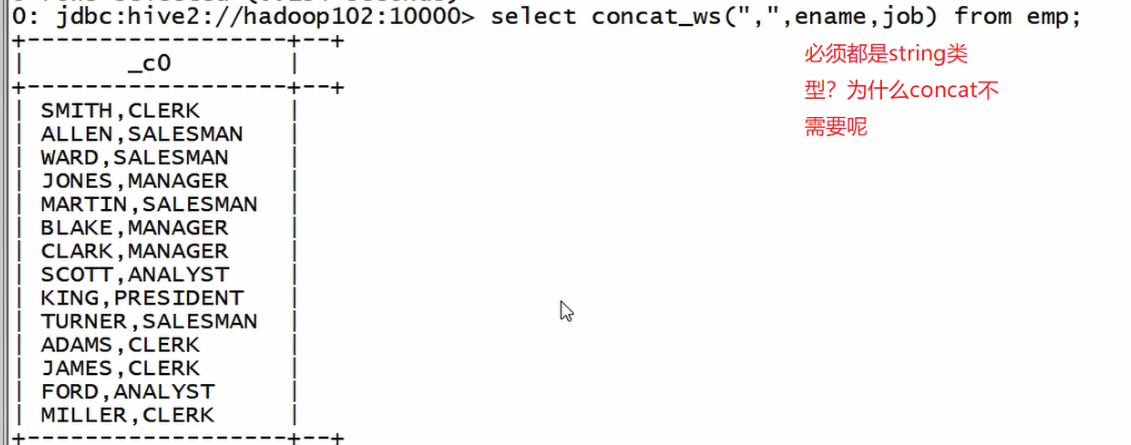 0: jdbc:hive2://hadoop102:10000> select concat_ws(",",ename,job) from emp;
+------------------+--+
| _c0 |
+------------------+--+
| SMITH,CLERK |
| ALLEN,SALESMAN |
| WARD,SALESMAN |
| JONES,MANAGER |
| MARTIN,SALESMAN |
| BLAKE,MANAGER |
| CLARK,MANAGER |
| SCOTT,ANALYST |
| KING,PRESIDENT |
| TURNER,SALESMAN |
| ADAMS,CLERK |
| JAMES,CLERK |
| FORD,ANALYST |
| MILLER,CLERK |
+------------------+--+
必须都是string类
型？为什么concat不
需要呢